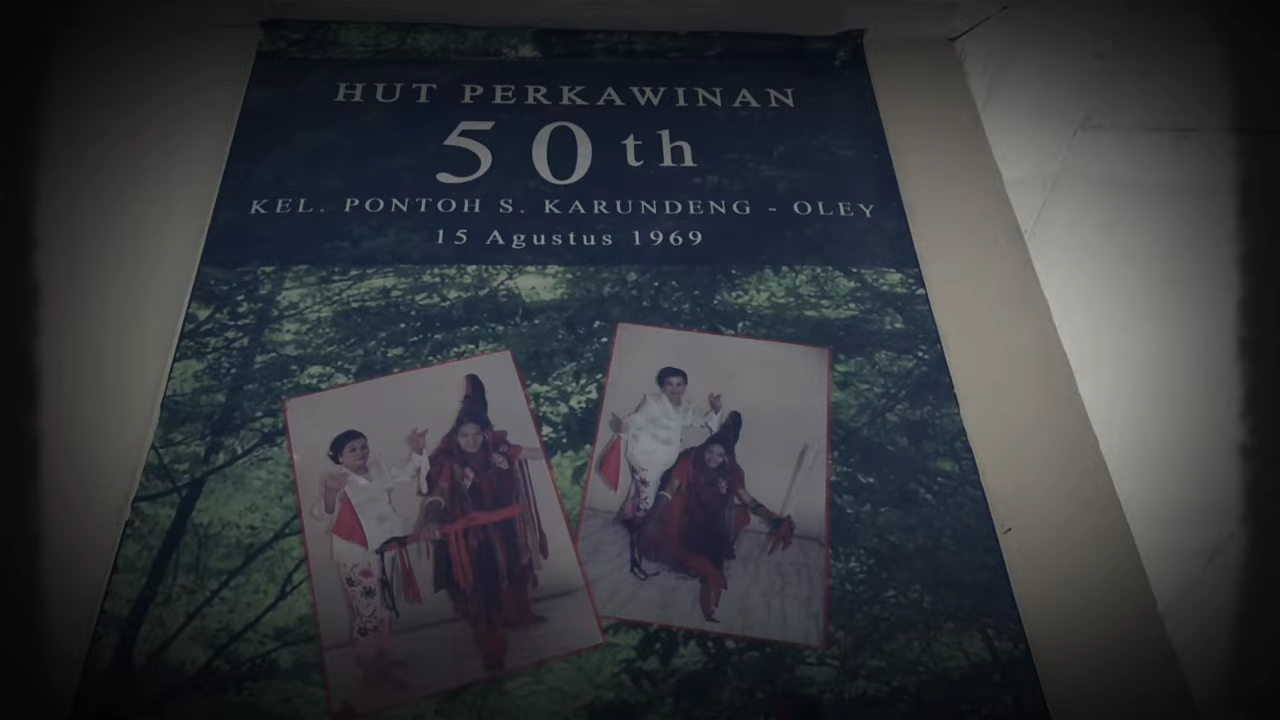 HUT PERKAWINAN
50th
KEL. PONTOH S. KARUNDENG - OLEY
15 Agustus 1969